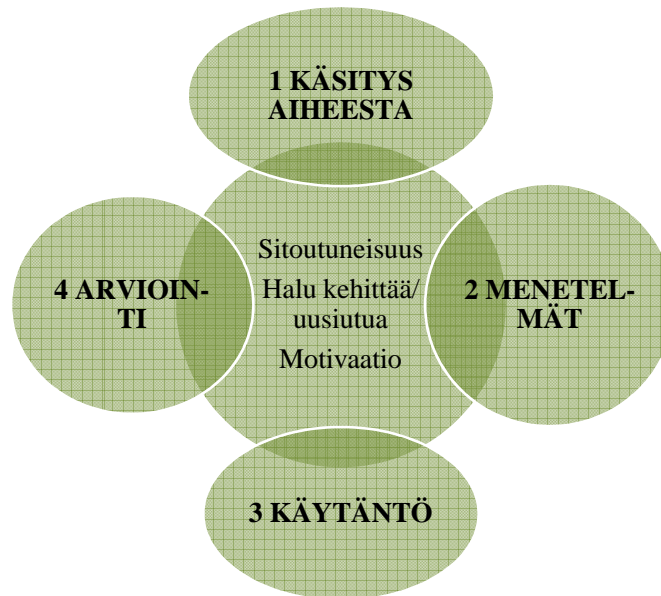 1 KÄSITYS
AIHEESTA
Sitoutuneisuus
Halu kehittää/
uusiutua
Motivaatio
4 ARVIOIN-
TI
2 MENETEL-
MÄT
3 KÄYTÄNTÖ